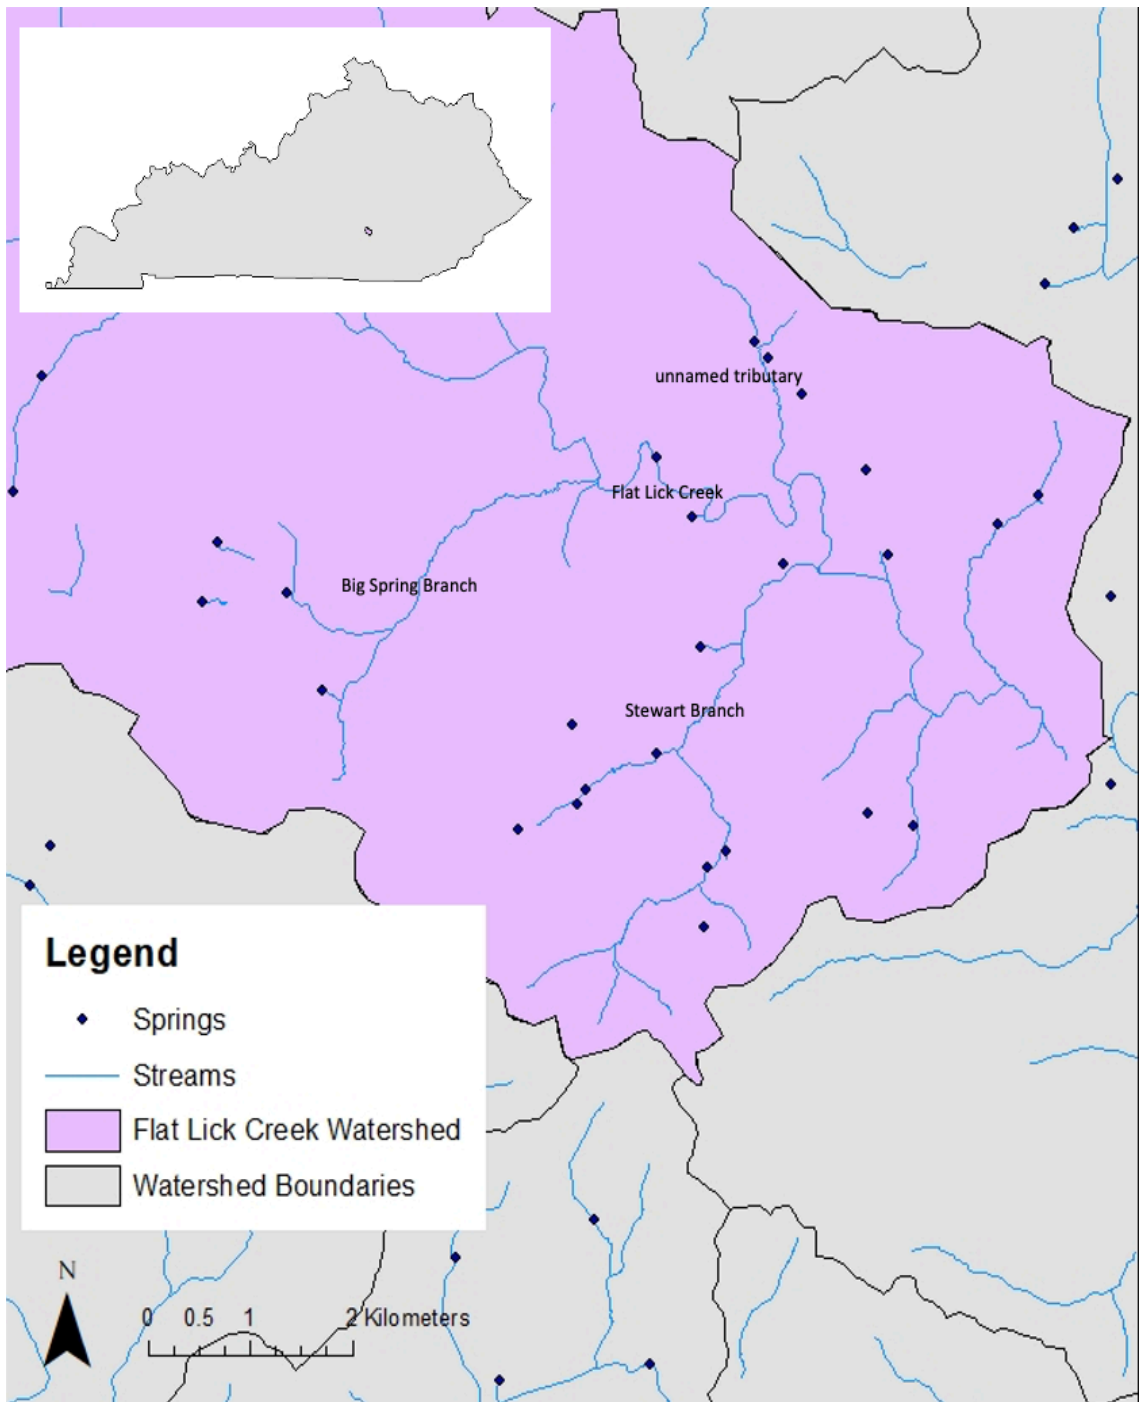 unnamed tributary
Flat Lick Creek
Big Spring Branch
Stewart Branch
Legend
Springs
Streams
Flat Lick Creek Watershed
Watershed Boundaries
N
0 0.5 1 2 Kilometers